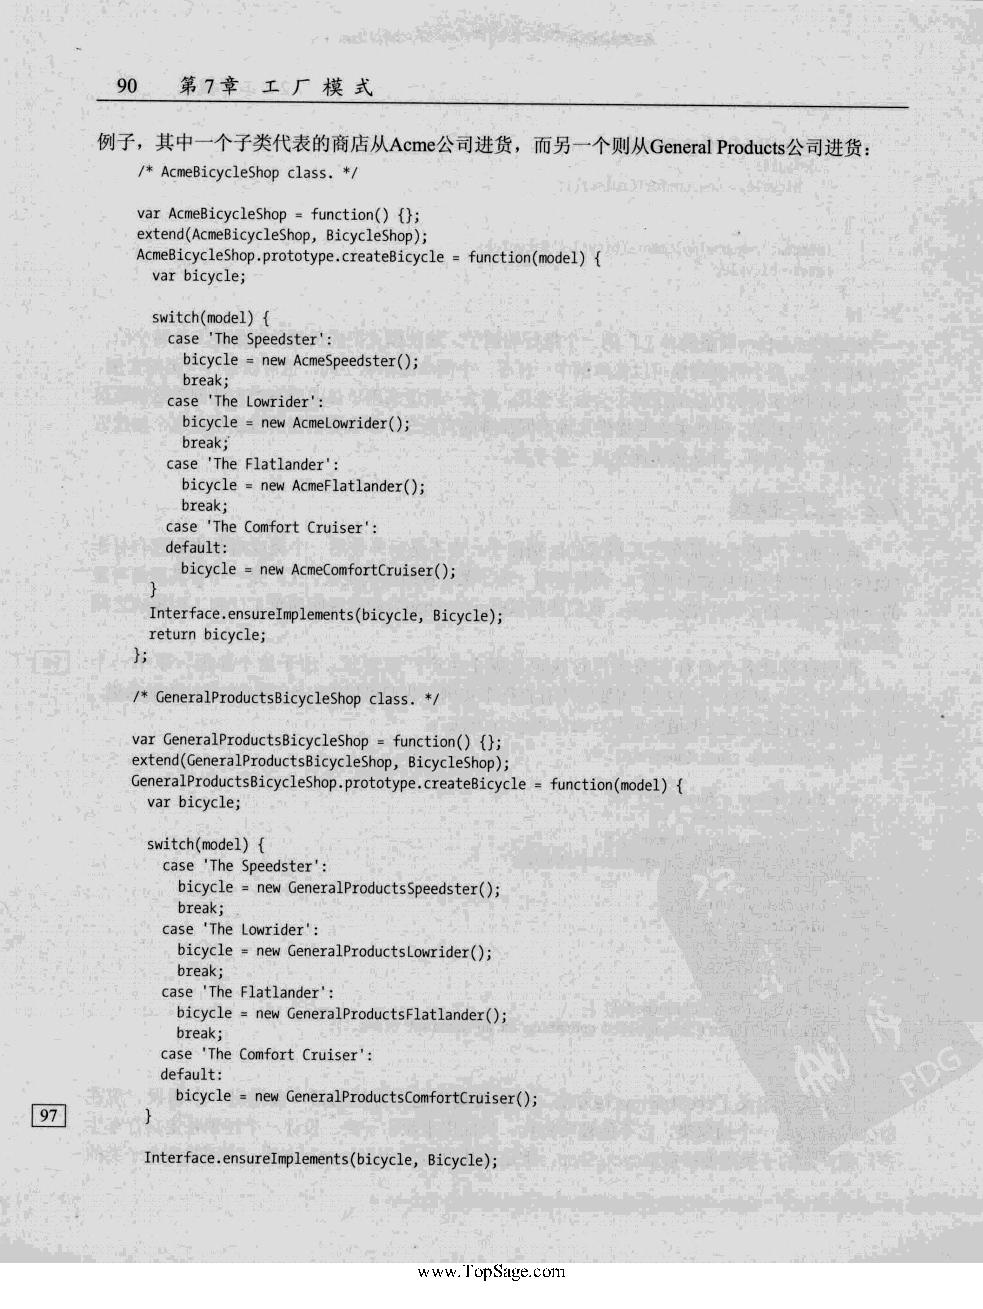 90 第7章 工厂模式
例子，其中一个子类代表的商店从Acme公司进货，而另一个则从General Products公司进货：
/* AcmeBicycleShop class. */
var AcmeBicycleShop = function() {};
extend(AcmeBicycleShop, BicycleShop);
AcmeBicycleShop.prototype.createBicycle = function(model) {
var bicycle;
switch(model) {
case 'The Speedster':
bicycle = new AcmeSpeedster();
break;
case 'The Lowrider':
bicycle = new AcmeLowrider();
break;
case 'The Flatlander':
bicycle = new AcmeFlatlander();
break;
case 'The Comfort Cruiser':
default:
bicycle = new AcmeComfortCruiser();
}
Interface.ensureImplements(bicycle, Bicycle);
return bicycle;
};
/* GeneralProductsBicycleShop class. */
var GeneralProductsBicycleShop = function() {};
extend(GeneralProductsBicycleShop, BicycleShop);
GeneralProductsBicycleShop.prototype.createBicycle = function(model) {
var bicycle;
switch(model) {
case 'The Speedster':
bicycle = new GeneralProductsSpeedster();
break;
case 'The Lowrider':
bicycle = new GeneralProductsLowrider();
break;
case 'The Flatlander':
bicycle = new GeneralProductsFlatlander();
break;
case 'The Comfort Cruiser':
default:
bicycle = new GeneralProductsComfortCruiser();
97 }
Interface.ensureImplements(bicycle, Bicycle);
www.TopSage.com